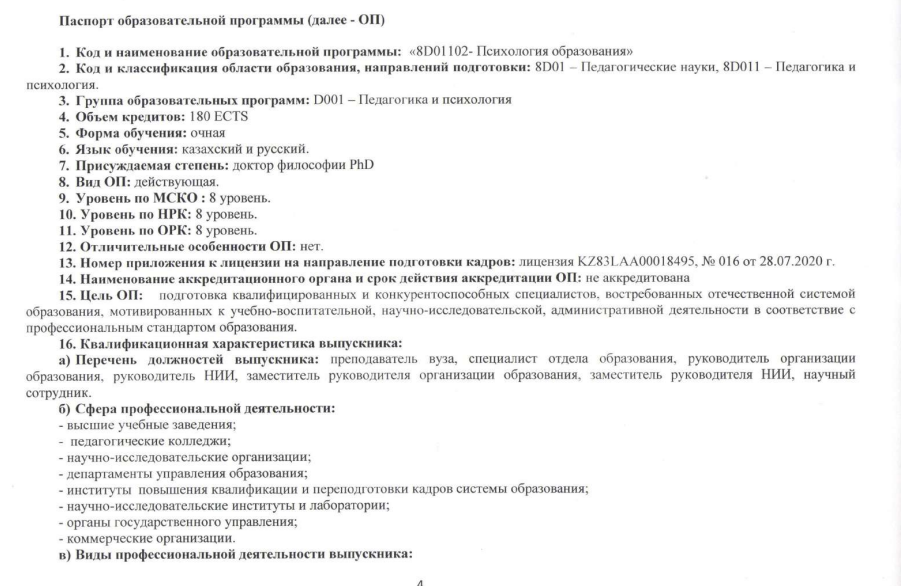 Паспорт образовательной программы (далее - ОП)
1. Код и наименование образовательной программы: «8D01102- Психология образования»
2. Код и классификация области образования, направлений подготовки: 8D01 – Педагогические науки, 8D011 – Педагогика и
психология.
3. Группа образовательных программ: D001 – Педагогика и психология
4. Объем кредитов: 180 ECTS
5. Форма обучения: очная
6. Язык обучения: казахский и русский.
7. Присуждаемая степень: доктор философии PhD
8. Вид ОП: действующая.
9. Уровень по МСКО : 8 уровень.
10. Уровень по НРК: 8 уровень.
11. Уровень по ОРК: 8 уровень.
12. Отличительные особенности ОП: нет.
13. Номер приложения к лицензии на направление подготовки кадров: лицензия KZ83LAA00018495, № 016 от 28.07.2020 г.
14. Наименование аккредитационного органа и срок действия аккредитации ОП: не аккредитована
15. Цель ОП: подготовка квалифицированных и конкурентоспособных специалистов, востребованных отечественной системой
образования, мотивированных к учебно-воспитательной, научно-исследовательской, административной деятельности в соответствие с
профессиональным стандартом образования.
16. Квалификационная характеристика выпускника:
а) Перечень должностей выпускника: преподаватель вуза, специалист отдела образования, руководитель организации
образования, руководитель НИИ, заместитель руководителя организации образования, заместитель руководителя НИИ, научный
сотрудник.
б) Сфера профессиональной деятельности:
- высшие учебные заведения;
- педагогические колледжи;
- научно-исследовательские организации;
- департаменты управления образования;
- институты повышения квалификации и переподготовки кадров системы образования;
- научно-исследовательские институты и лаборатории;
- органы государственного управления;
- коммерческие организации.
в) Виды профессиональной деятельности выпускника:
4